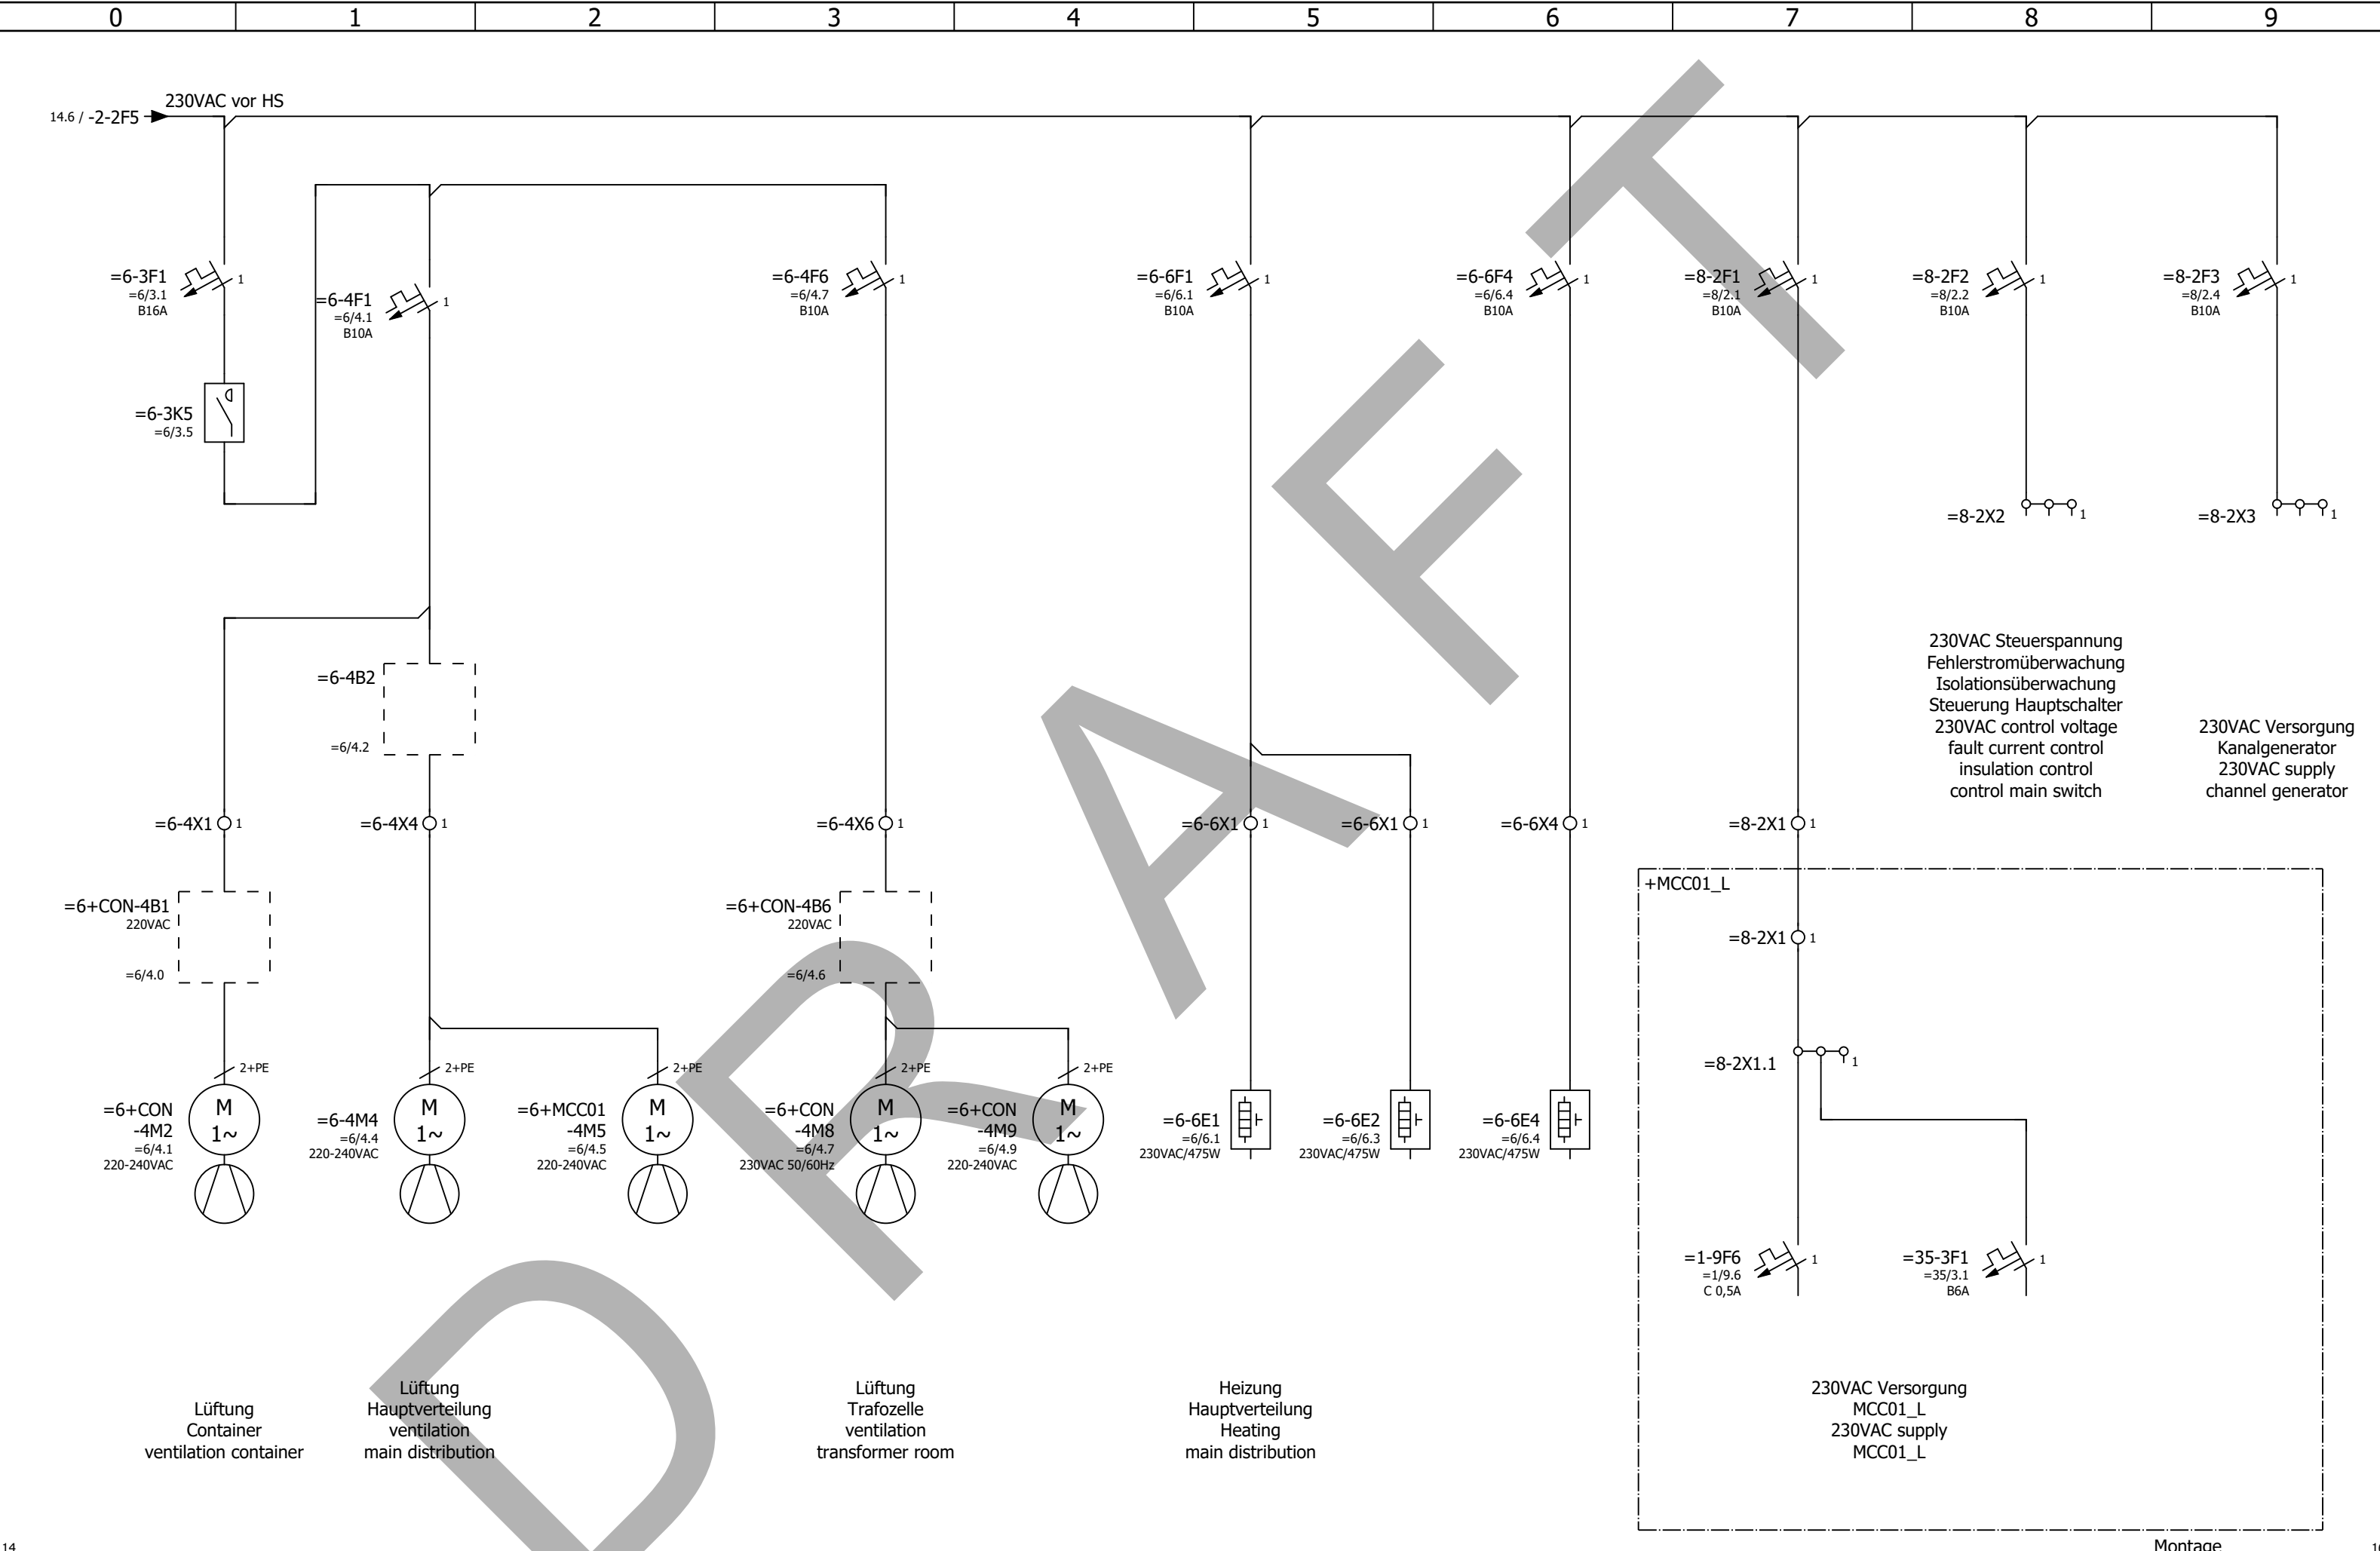 0 1 2 3 4 5 6 7 8 9
230VAC vor HS
14.6 / -2-2F5
=6-3F1
=6/3.1
B16A
1
=6-4F1
=6/4.1
B10A
1
=6-4F6
=6/4.7
B10A
1
=6-6F1
=6/6.1
B10A
1
=6-6F4
=6/6.4
B10A
1
=8-2F1
=8/2.1
B10A
1
=8-2F2
=8/2.2
B10A
1
=8-2F3
=8/2.4
B10A
1
=6-3K5
=6/3.5
=8-2X2
1
=8-2X3
1
230VAC Steuerspannung
Fehlerstromüberwachung
Isolationsüberwachung
Steuerung Hauptschalter
230VAC control voltage
fault current control
insulation control
control main switch
230VAC Versorgung
Kanalgenerator
230VAC supply
channel generator
=6-4B2
=6/4.2
=6-4X1 1
=6-4X4 1
=6-4X6 1
=6-6X1 1
=6-6X1 1
=6-6X4 1
=8-2X1 1
+MCC01_L
=6+CON-4B1
220VAC
=6/4.0
=6+CON-4B6
220VAC
=6/4.6
=8-2X1 1
=8-2X1.1
1
2+PE
2+PE
2+PE
2+PE
2+PE
=6+CON
-4M2
=6/4.1
220-240VAC
M
1~
=6-4M4
=6/4.4
220-240VAC
M
1~
=6+MCC01
-4M5
=6/4.5
220-240VAC
M
1~
=6+CON
-4M8
=6/4.7
230VAC 50/60Hz
M
1~
=6+CON
-4M9
=6/4.9
220-240VAC
M
1~
=6-6E1
=6/6.1
230VAC/475W
=6-6E2
=6/6.3
230VAC/475W
=6-6E4
=6/6.4
230VAC/475W
=1-9F6
=1/9.6
C 0,5A
1
=35-3F1
=35/3.1
B6A
1
Lüftung
Container
ventilation container
Lüftung
Hauptverteilung
ventilation
main distribution
Lüftung
Trafozelle
ventilation
transformer room
Heizung
Hauptverteilung
Heating
main distribution
230VAC Versorgung
MCC01_L
230VAC supply
MCC01_L
14
Montage
DRAFT